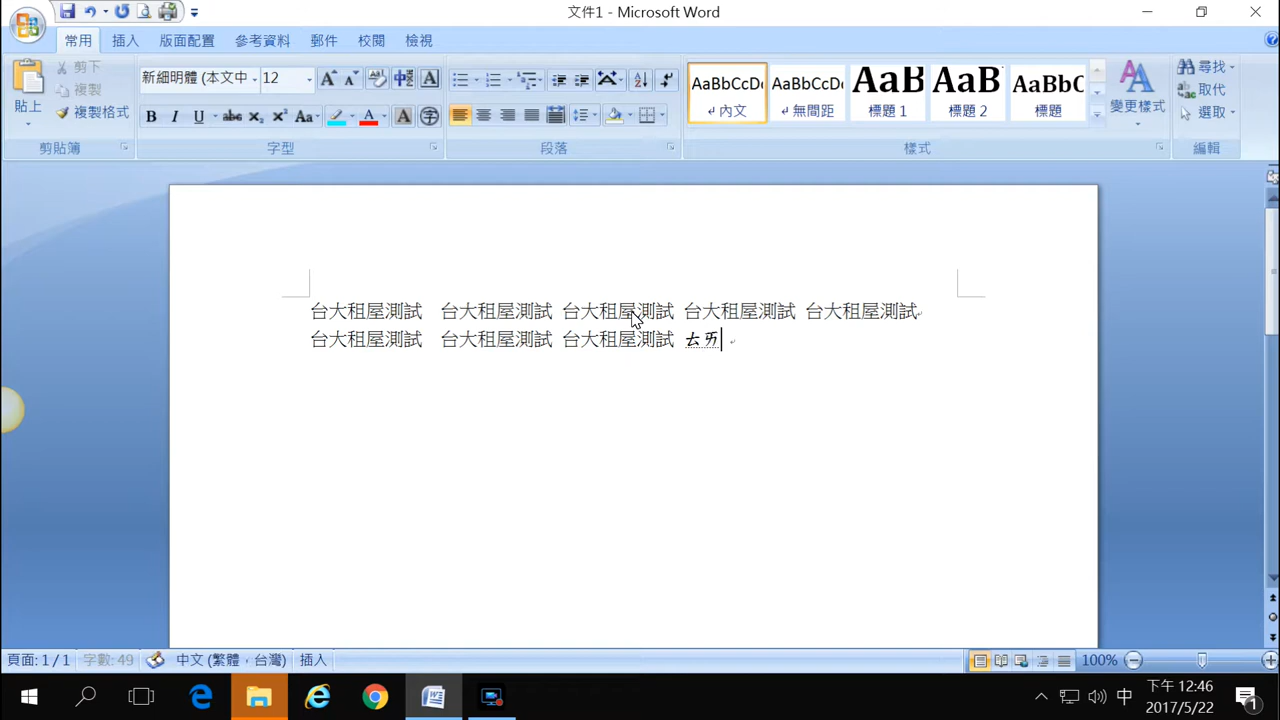 文件1 - Microsoft Word
常用 插入 版面配置 參考資料 郵件 校閱 檢視
貼上 剪下 複製 複製格式
新細明體 (本文中 12
AaBbCcDc AaBbCcDc AaB AaB AaBbC
內文 無間距 標題 1 標題 2 標題
變更樣式
尋找 取代 選取
B I U abc x₂ x² Aa A A
剪貼簿 字型 段落 樣式 編輯
台大租屋測試 台大租屋測試 台大租屋測試 台大租屋測試 台大租屋測試
台大租屋測試 台大租屋測試 台大租屋測試 ㄊㄞ
頁面: 1 / 1 字數: 49 中文 (繁體，台灣) 插入 100%
中 下午 12:46
2017/5/22 1